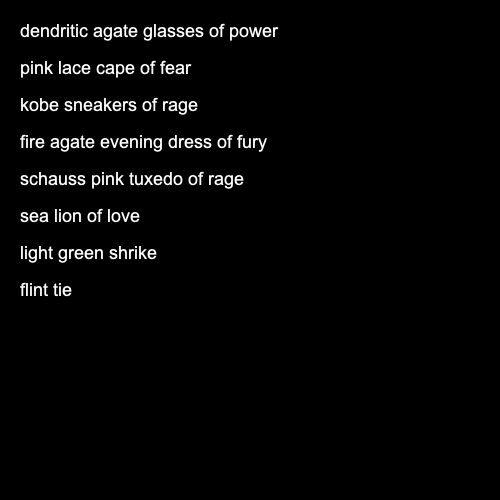 dendritic agate glasses of power
pink lace cape of fear
kobe sneakers of rage
fire agate evening dress of fury
schauss pink tuxedo of rage
sea lion of love
light green shrike
flint tie